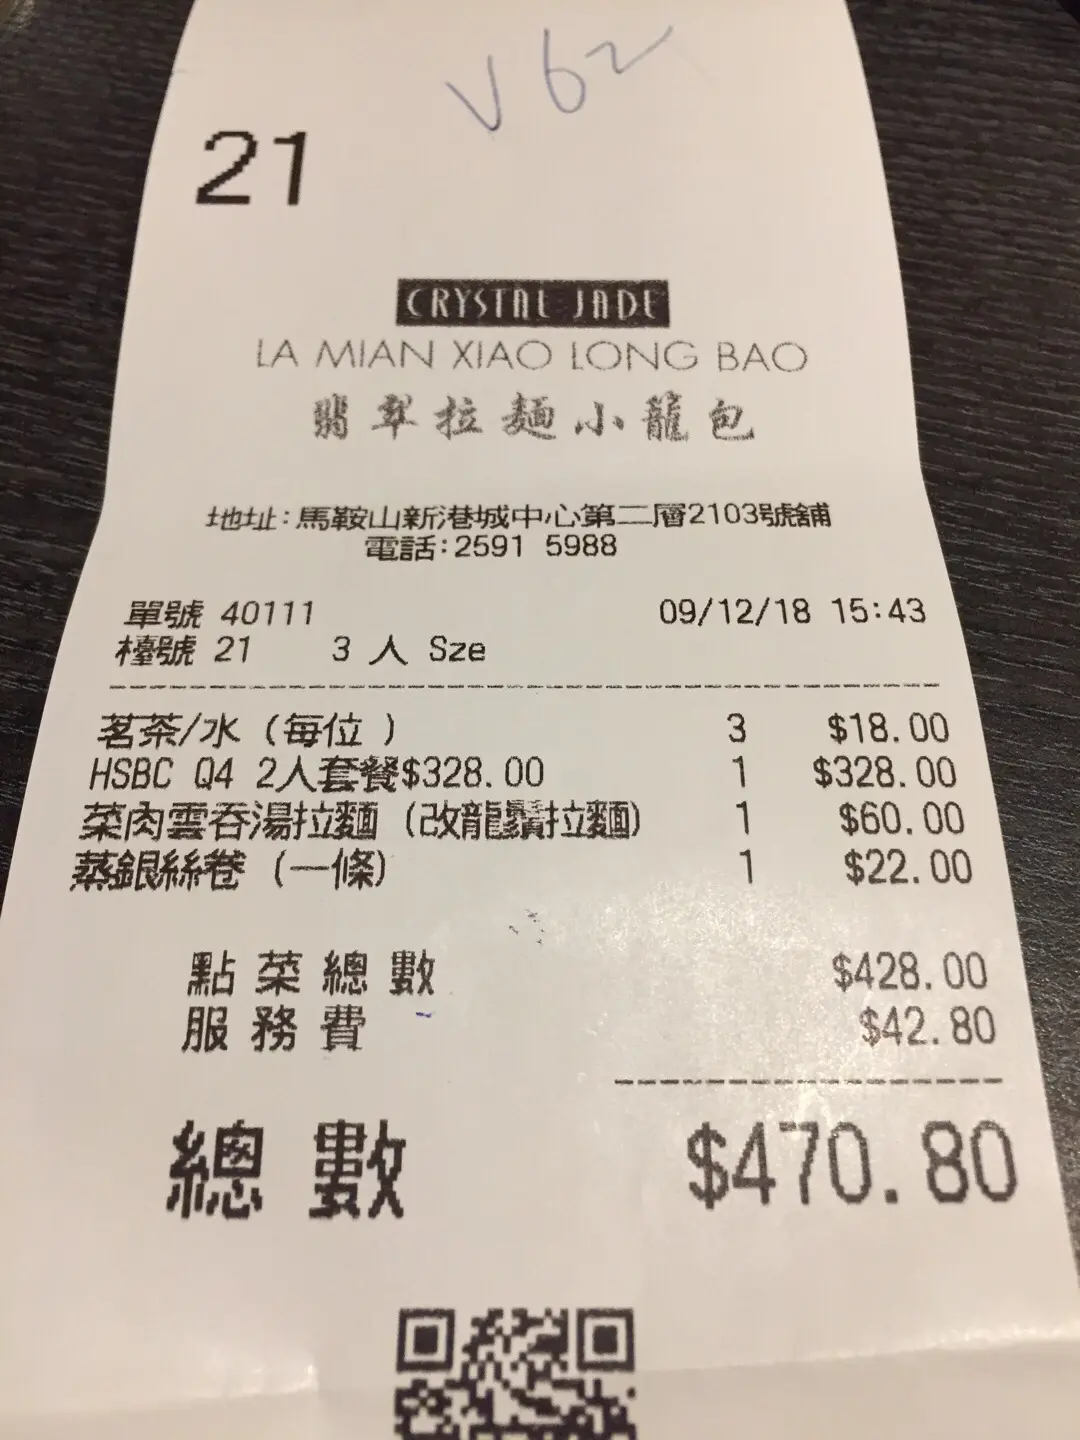 V62
21
CRYSTAL JADE
LA MIAN XIAO LONG BAO
翡翠拉麵小籠包
地址:馬鞍山新港城中心第二層2103號舖
電話:2591 5988
單號 40111 09/12/18 15:43
檯號 21 3 人 Sze
茗茶/水 (每位 ) 3 $18.00
HSBC Q4 2人套餐$328.00 1 $328.00
菜肉雲吞湯拉麵 (改龍鬚拉麵) 1 $60.00
蒸銀絲卷 (一條) 1 $22.00
點菜總數 $428.00
服務費 $42.80
總數 $470.80